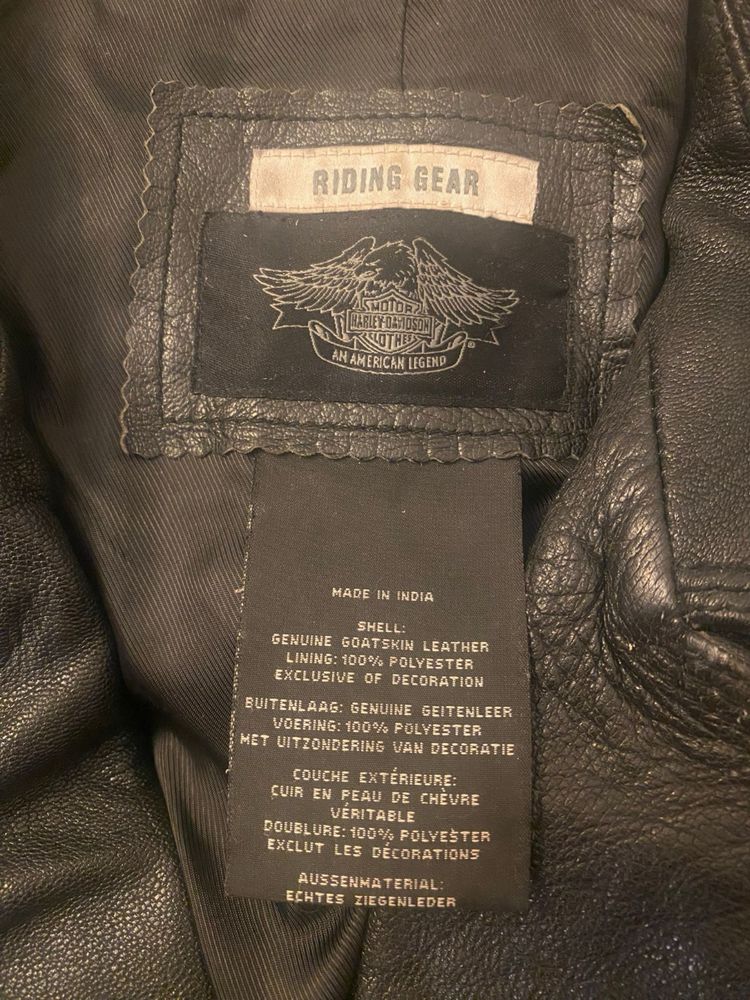 RIDING GEAR
MOTOR
HARLEY-DAVIDSON
AN AMERICAN LEGEND
®
MADE IN INDIA
SHELL:
GENUINE GOATSKIN LEATHER
LINING: 100% POLYESTER
EXCLUSIVE OF DECORATION
BUITENLAAG: GENUINE GEITENLEER
VOERING: 100% POLYESTER
MET UITZONDERING VAN DECORATIE
COUCHE EXTÉRIEURE:
CUIR EN PEAU DE CHÈVRE
VÉRITABLE
DOUBLURE: 100% POLYESTER
EXCLUT LES DÉCORATIONS
AUSSENMATERIAL:
ECHTES ZIEGENLEDER